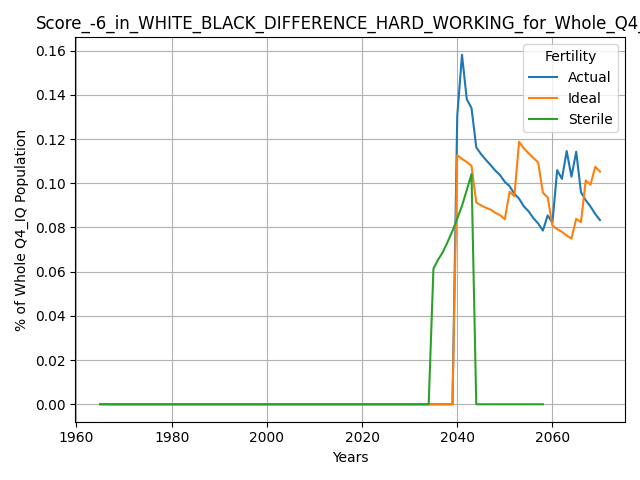 Score_-6_in_WHITE_BLACK_DIFFERENCE_HARD_WORKING_for_Whole_Q4_
Fertility
Actual
Ideal
Sterile
% of Whole Q4_IQ Population
0.16
0.14
0.12
0.10
0.08
0.06
0.04
0.02
0.00
1960 1980 2000 2020 2040 2060
Years